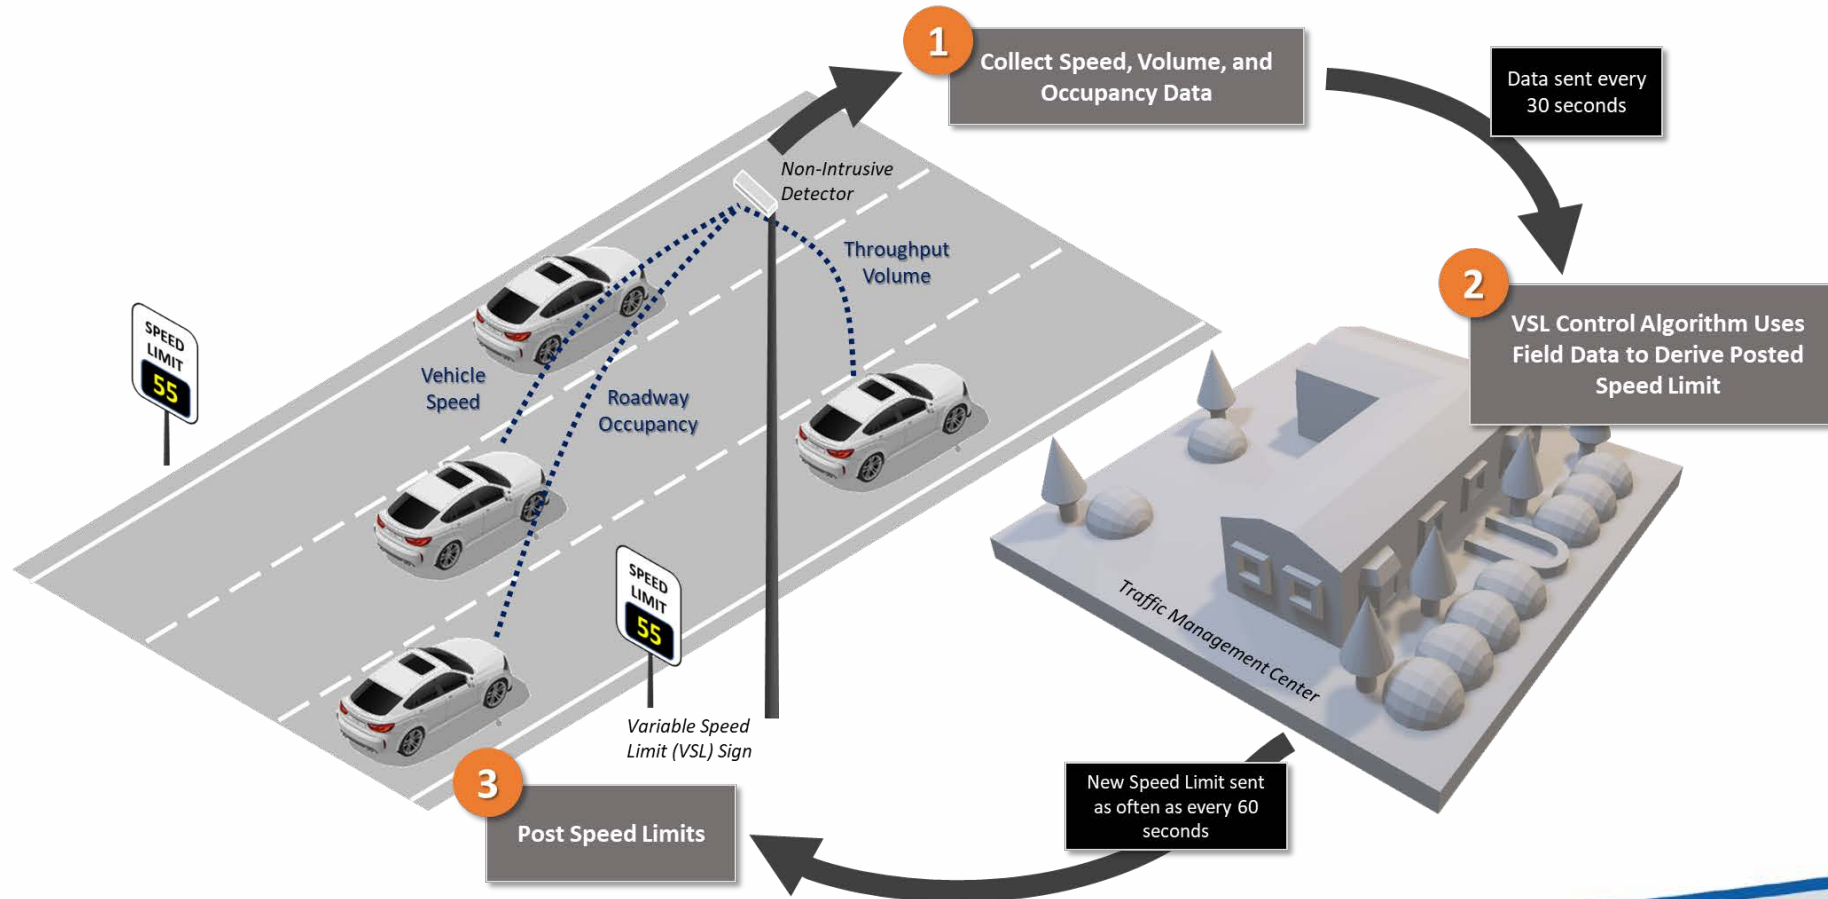 1
Collect Speed, Volume, and
Occupancy Data
Data sent every
30 seconds
Non-Intrusive
Detector
Throughput
Volume
2
VSL Control Algorithm Uses
Field Data to Derive Posted
Speed Limit
SPEED
LIMIT
55
Vehicle
Speed
Roadway
Occupancy
SPEED
LIMIT
55
Traffic Management Center
Variable Speed
Limit (VSL) Sign
3
Post Speed Limits
New Speed Limit sent
as often as every 60
seconds